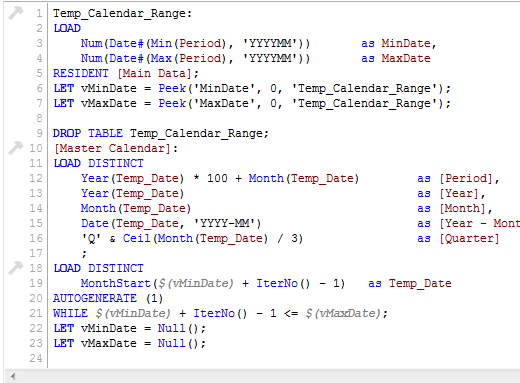 1 Temp_Calendar_Range:
2 LOAD
3 Num(Date#(Min(Period), 'YYYYMM')) as MinDate,
4 Num(Date#(Max(Period), 'YYYYMM')) as MaxDate
5 RESIDENT [Main Data];
6 LET vMinDate = Peek('MinDate', 0, 'Temp_Calendar_Range');
7 LET vMaxDate = Peek('MaxDate', 0, 'Temp_Calendar_Range');
8
9 DROP TABLE Temp_Calendar_Range;
10 [Master Calendar]:
11 LOAD DISTINCT
12 Year(Temp_Date) * 100 + Month(Temp_Date) as [Period],
13 Year(Temp_Date) as [Year],
14 Month(Temp_Date) as [Month],
15 Date(Temp_Date, 'YYYY-MM') as [Year - Mont
16 'Q' & Ceil(Month(Temp_Date) / 3) as [Quarter]
17 ;
18 LOAD DISTINCT
19 MonthStart($(vMinDate) + IterNo() - 1) as Temp_Date
20 AUTOGENERATE (1)
21 WHILE $(vMinDate) + IterNo() - 1 <= $(vMaxDate);
22 LET vMinDate = Null();
23 LET vMaxDate = Null();
24